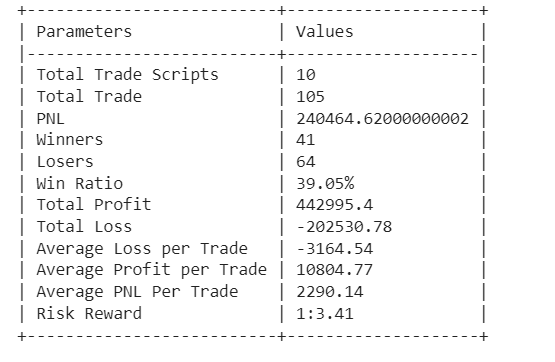 Parameters | Values
Total Trade Scripts | 10
Total Trade | 105
PNL | 240464.62000000002
Winners | 41
Losers | 64
Win Ratio | 39.05%
Total Profit | 442995.4
Total Loss | -202530.78
Average Loss per Trade | -3164.54
Average Profit per Trade | 10804.77
Average PNL Per Trade | 2290.14
Risk Reward | 1:3.41